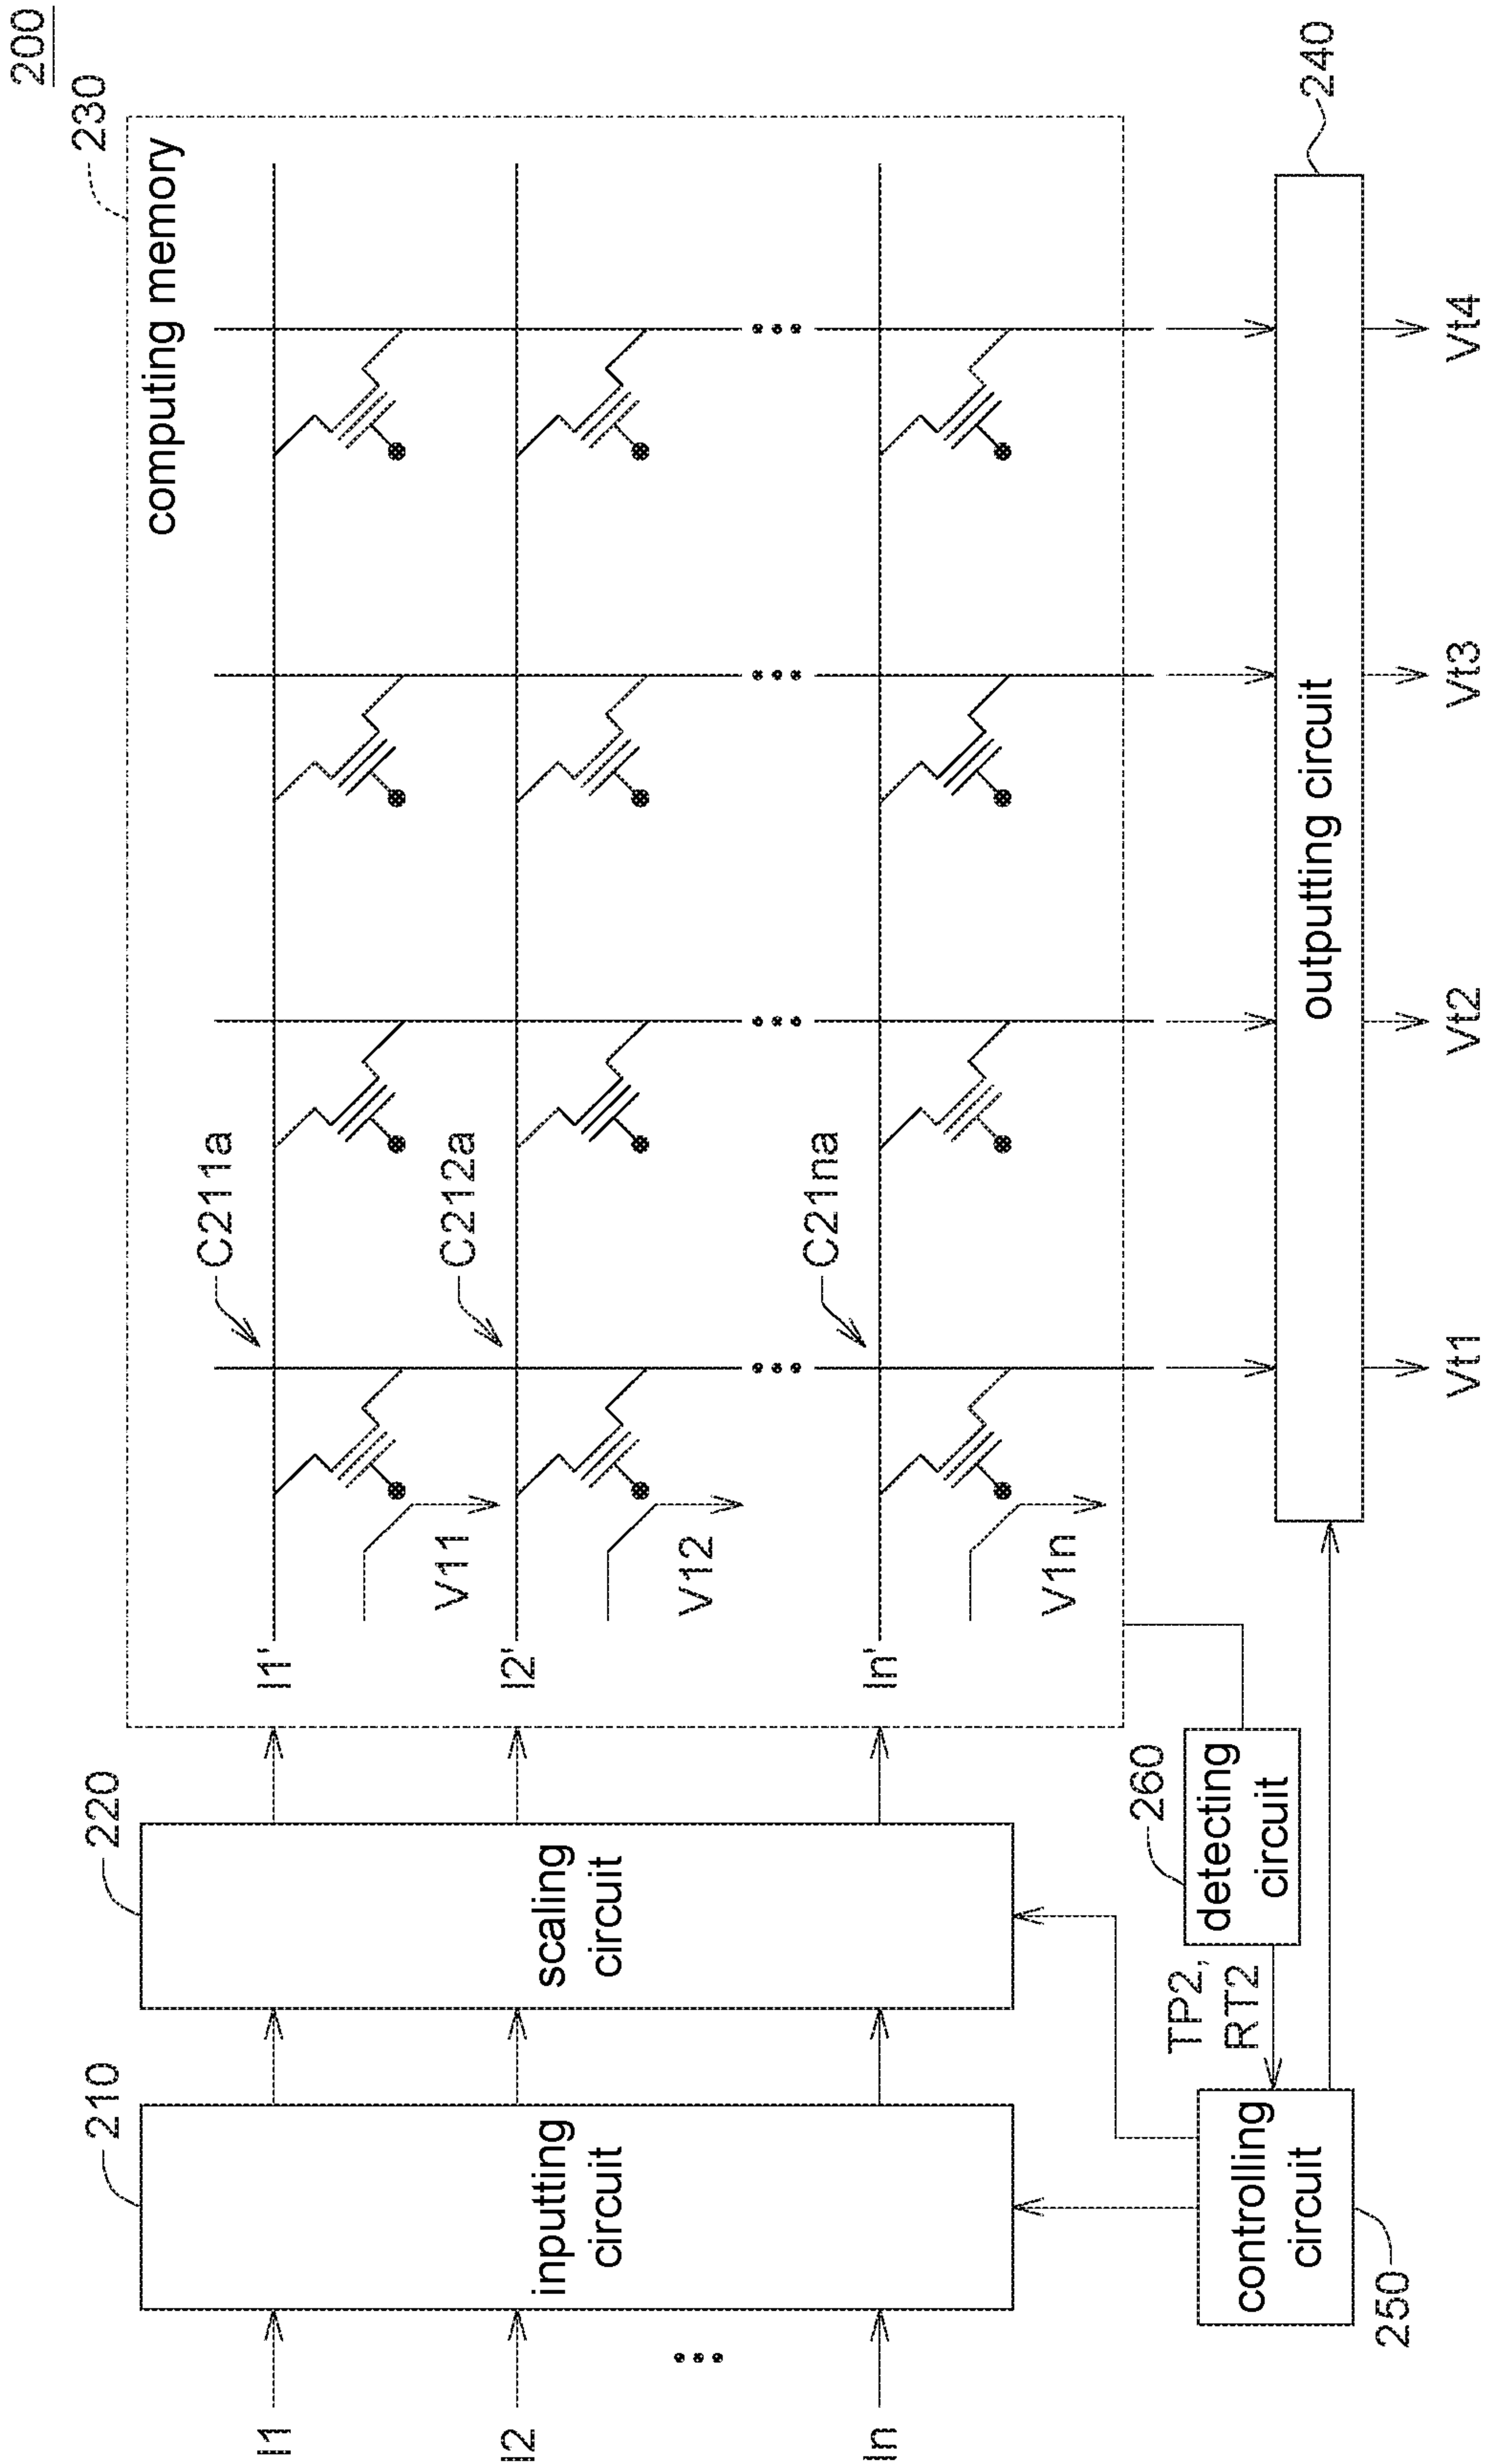 200
230
computing memory
220
210
C211a
C212a
C21na
I1
I2
In
inputting
circuit
scaling
circuit
I1'
I2'
In'
V11
V12
V1n
260
detecting
circuit
TP2,
RT2
controlling
circuit
250
outputting circuit
240
Vt1
Vt2
Vt3
Vt4